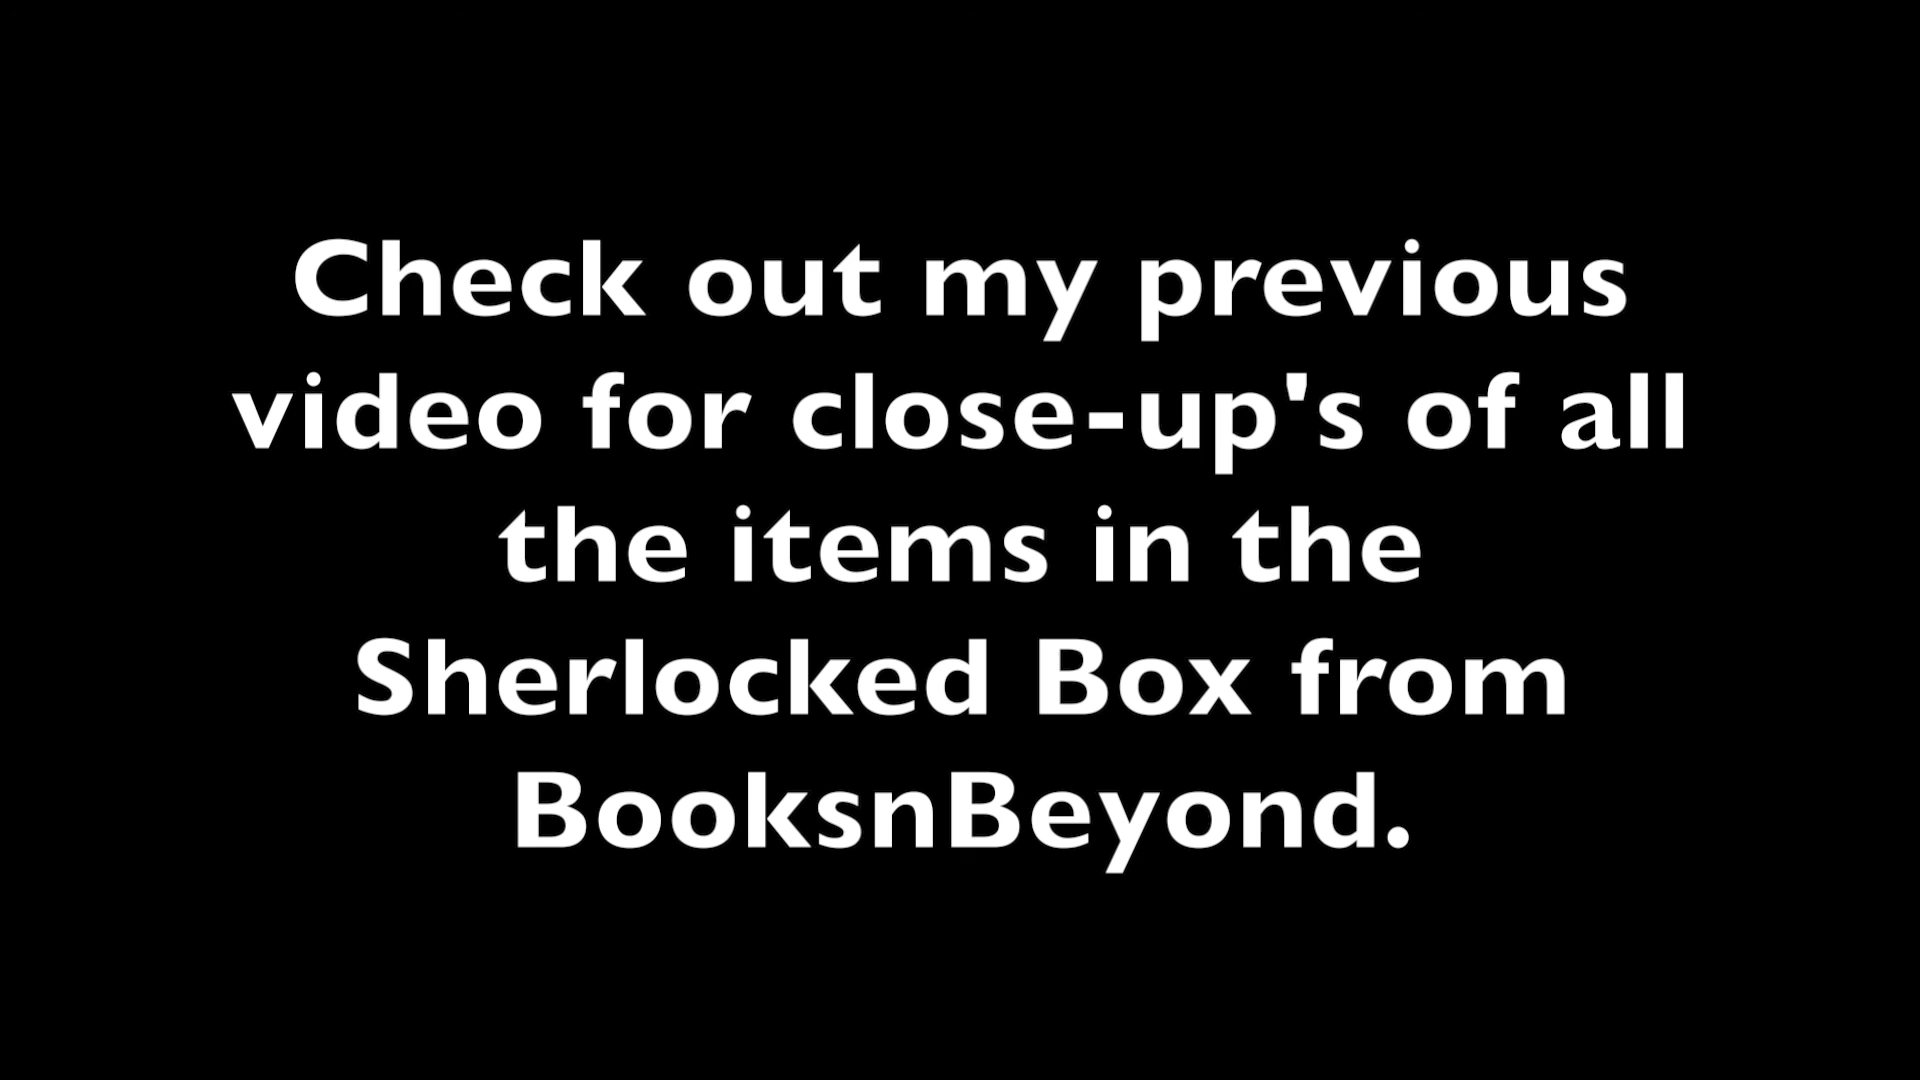 Check out my previous
video for close-up's of all
the items in the
Sherlocked Box from
BooksnBeyond.